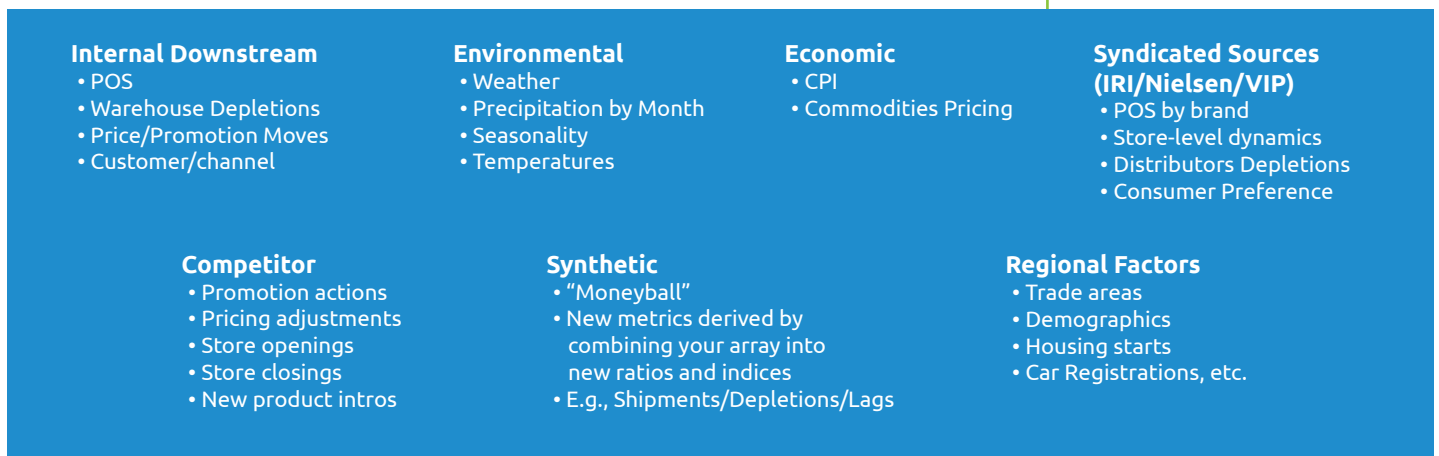 Internal Downstream
• POS
• Warehouse Depletions
• Price/Promotion Moves
• Customer/channel
Environmental
• Weather
• Precipitation by Month
• Seasonality
• Temperatures
Economic
• CPI
• Commodities Pricing
Syndicated Sources
(IRI/Nielsen/VIP)
• POS by brand
• Store-level dynamics
• Distributors Depletions
• Consumer Preference
Competitor
• Promotion actions
• Pricing adjustments
• Store openings
• Store closings
• New product intros
Synthetic
• “Moneyball”
• New metrics derived by
combining your array into
new ratios and indices
• E.g., Shipments/Depletions/Lags
Regional Factors
• Trade areas
• Demographics
• Housing starts
• Car Registrations, etc.